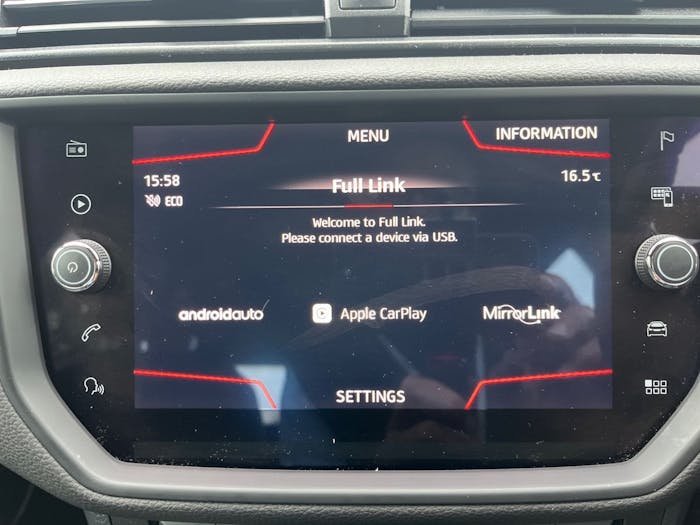 MENU
INFORMATION
15:58
Full Link
16.5°c
ECO
Welcome to Full Link.
Please connect a device via USB.
androidauto
Apple CarPlay
MirrorLink
SETTINGS